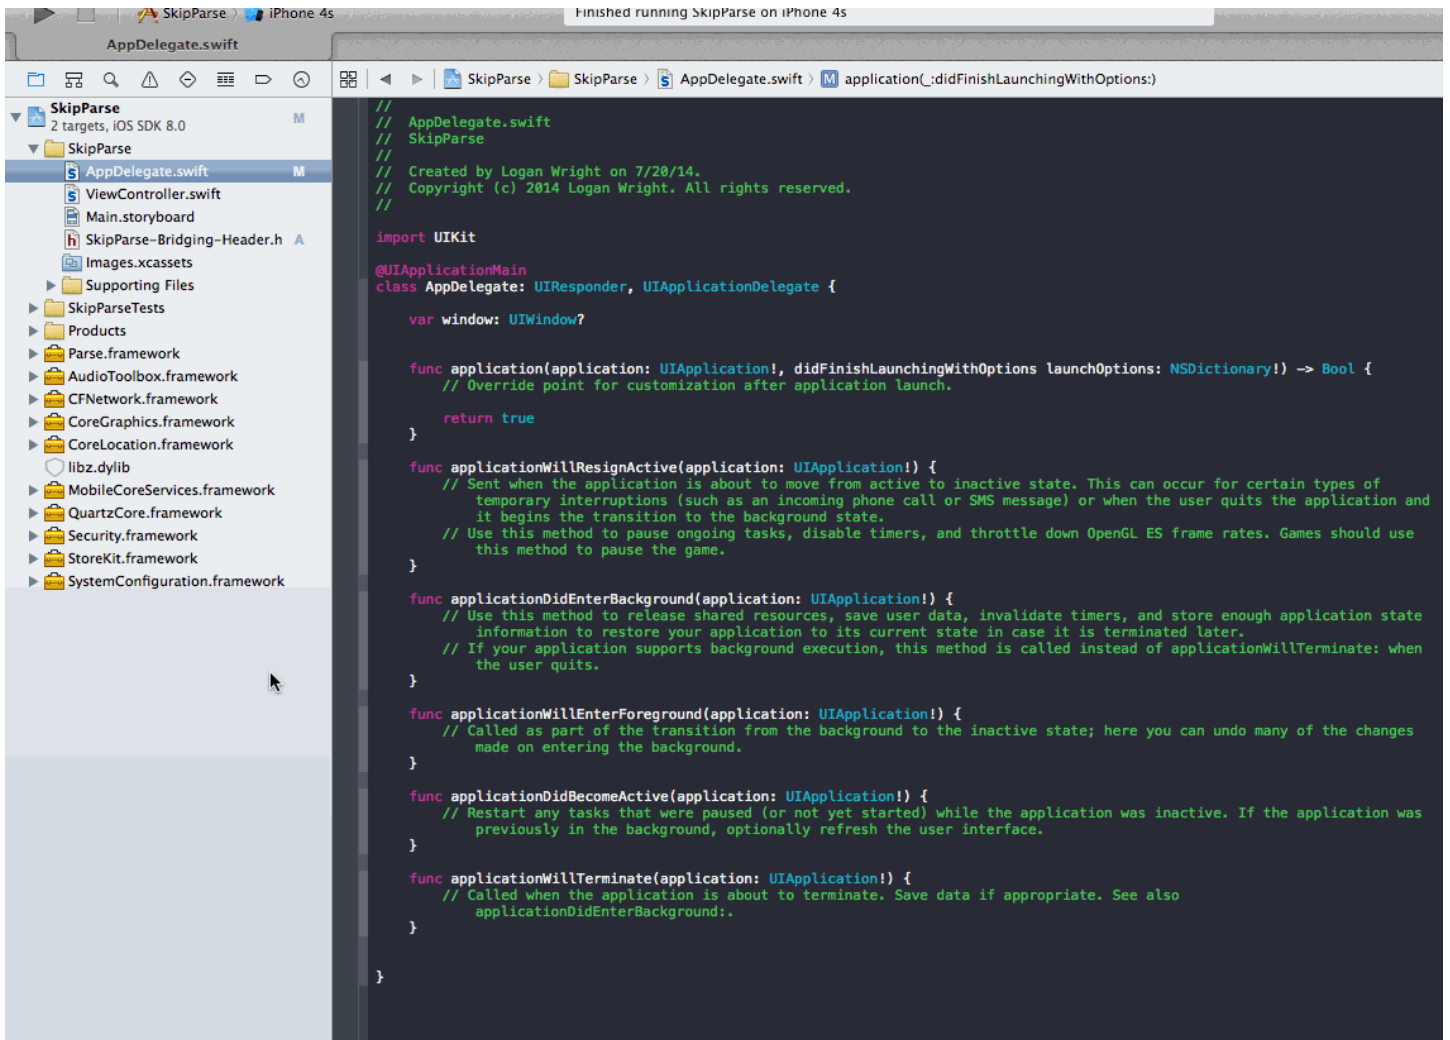 SkipParse
iPhone 4s
Finished running SkipParse on iPhone 4s
AppDelegate.swift
SkipParse
SkipParse
AppDelegate.swift
M application(_:didFinishLaunchingWithOptions:)
SkipParse
2 targets, iOS SDK 8.0
M
SkipParse
AppDelegate.swift
M
ViewController.swift
Main.storyboard
h SkipParse-Bridging-Header.h
A
Images.xcassets
Supporting Files
SkipParseTests
Products
Parse.framework
AudioToolbox.framework
CFNetwork.framework
CoreGraphics.framework
CoreLocation.framework
libz.dylib
MobileCoreServices.framework
QuartzCore.framework
Security.framework
StoreKit.framework
SystemConfiguration.framework
//
//  AppDelegate.swift
//  SkipParse
//
//  Created by Logan Wright on 7/20/14.
//  Copyright (c) 2014 Logan Wright. All rights reserved.
//
import UIKit
@UIApplicationMain
class AppDelegate: UIResponder, UIApplicationDelegate {
var window: UIWindow?
func application(application: UIApplication!, didFinishLaunchingWithOptions launchOptions: NSDictionary!) -> Bool {
// Override point for customization after application launch.
return true
}
func applicationWillResignActive(application: UIApplication!) {
// Sent when the application is about to move from active to inactive state. This can occur for certain types of
temporary interruptions (such as an incoming phone call or SMS message) or when the user quits the application and
it begins the transition to the background state.
// Use this method to pause ongoing tasks, disable timers, and throttle down OpenGL ES frame rates. Games should use
this method to pause the game.
}
func applicationDidEnterBackground(application: UIApplication!) {
// Use this method to release shared resources, save user data, invalidate timers, and store enough application state
information to restore your application to its current state in case it is terminated later.
// If your application supports background execution, this method is called instead of applicationWillTerminate: when
the user quits.
}
func applicationWillEnterForeground(application: UIApplication!) {
// Called as part of the transition from the background to the inactive state; here you can undo many of the changes
made on entering the background.
}
func applicationDidBecomeActive(application: UIApplication!) {
// Restart any tasks that were paused (or not yet started) while the application was inactive. If the application was
previously in the background, optionally refresh the user interface.
}
func applicationWillTerminate(application: UIApplication!) {
// Called when the application is about to terminate. Save data if appropriate. See also
applicationDidEnterBackground:.
}
}